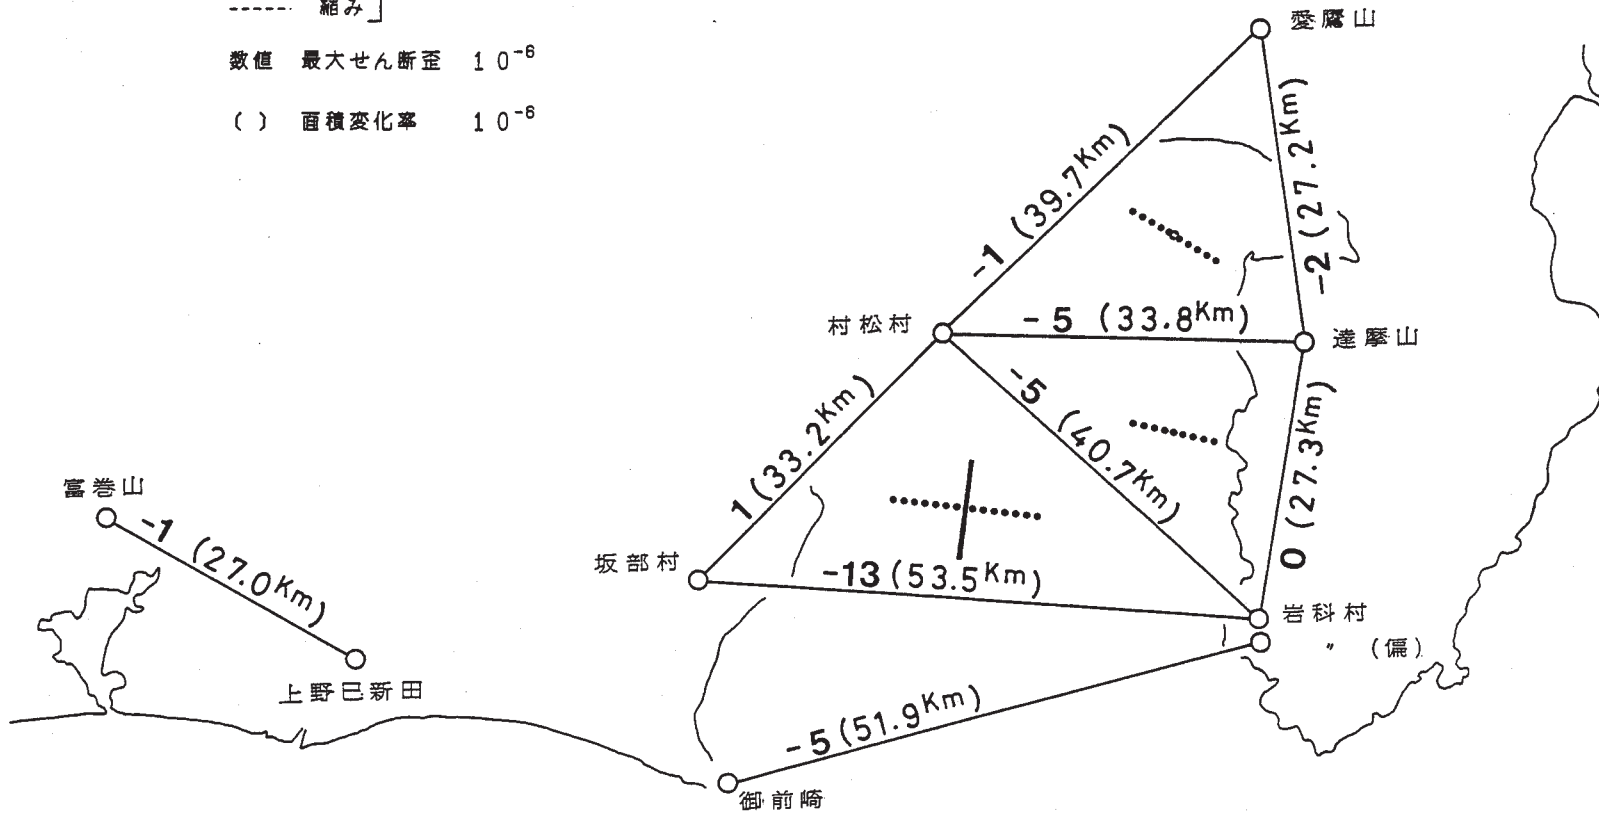 ------ 縮み」
数値 最大せん断歪 10⁻⁶
( ) 面積変化率 10⁻⁶
愛鷹山
-1 (39.7Km)
-2 (27.2Km)
村松村
-5 (33.8Km)
達摩山
-5 (40.7Km)
0 (27.3Km)
1 (33.2Km)
富巻山
-1 (27.0Km)
坂部村
-13 (53.5Km)
岩科村
〃 (偏)
上野巳新田
-5 (51.9Km)
御前崎